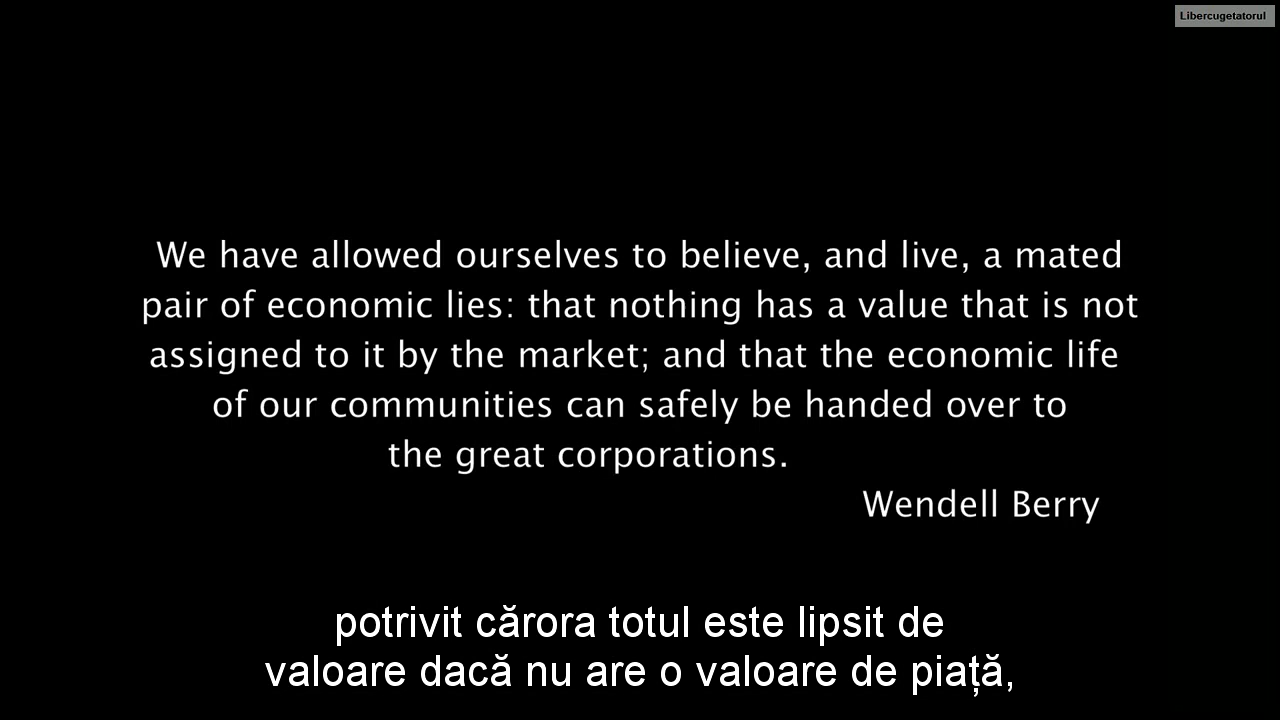 Libercugetatorul
We have allowed ourselves to believe, and live, a mated
pair of economic lies: that nothing has a value that is not
assigned to it by the market; and that the economic life
of our communities can safely be handed over to
the great corporations.
Wendell Berry
potrivit cărora totul este lipsit de
valoare dacă nu are o valoare de piață,